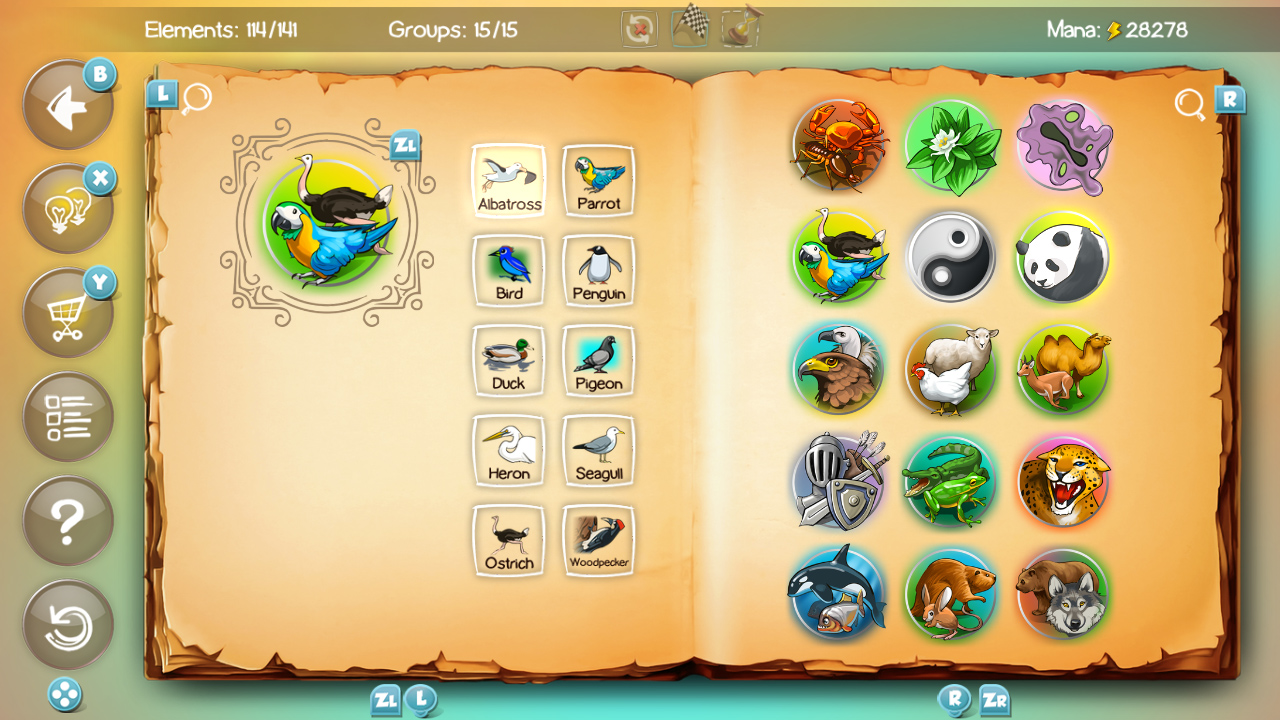 Elements: 114/141
Groups: 15/15
Mana: 28278
B
X
Y
?
L
ZL
R
Albatross
Parrot
Bird
Penguin
Duck
Pigeon
Heron
Seagull
Ostrich
Woodpecker
ZL
L
R
ZR